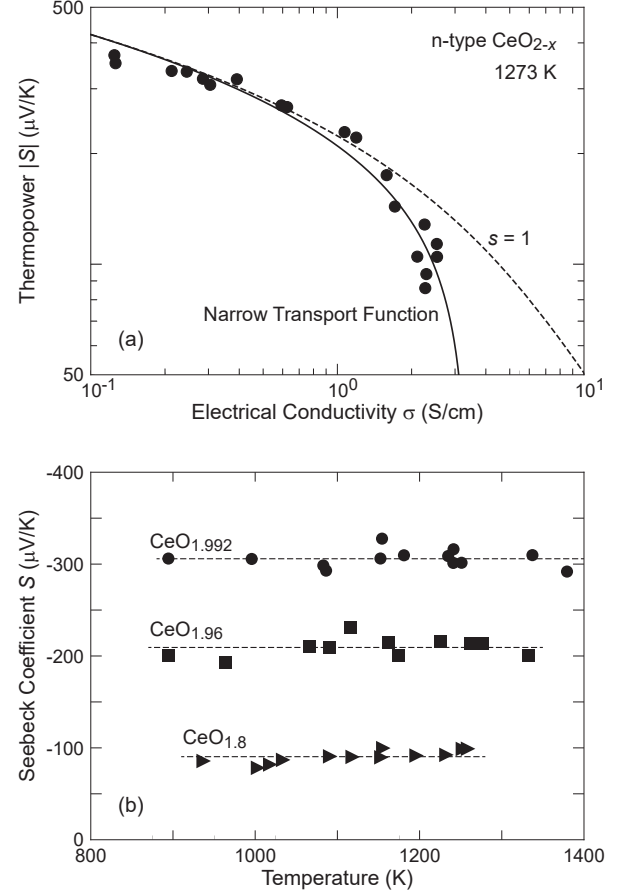 500
n-type CeO2-x
1273 K
Thermopower |S| (μV/K)
s = 1
Narrow Transport Function
(a)
50
10-1
100
101
Electrical Conductivity σ (S/cm)
-400
CeO1.992
-300
CeO1.96
-200
CeO1.8
-100
Seebeck Coefficient S (μV/K)
(b)
0
800
1000
1200
1400
Temperature (K)